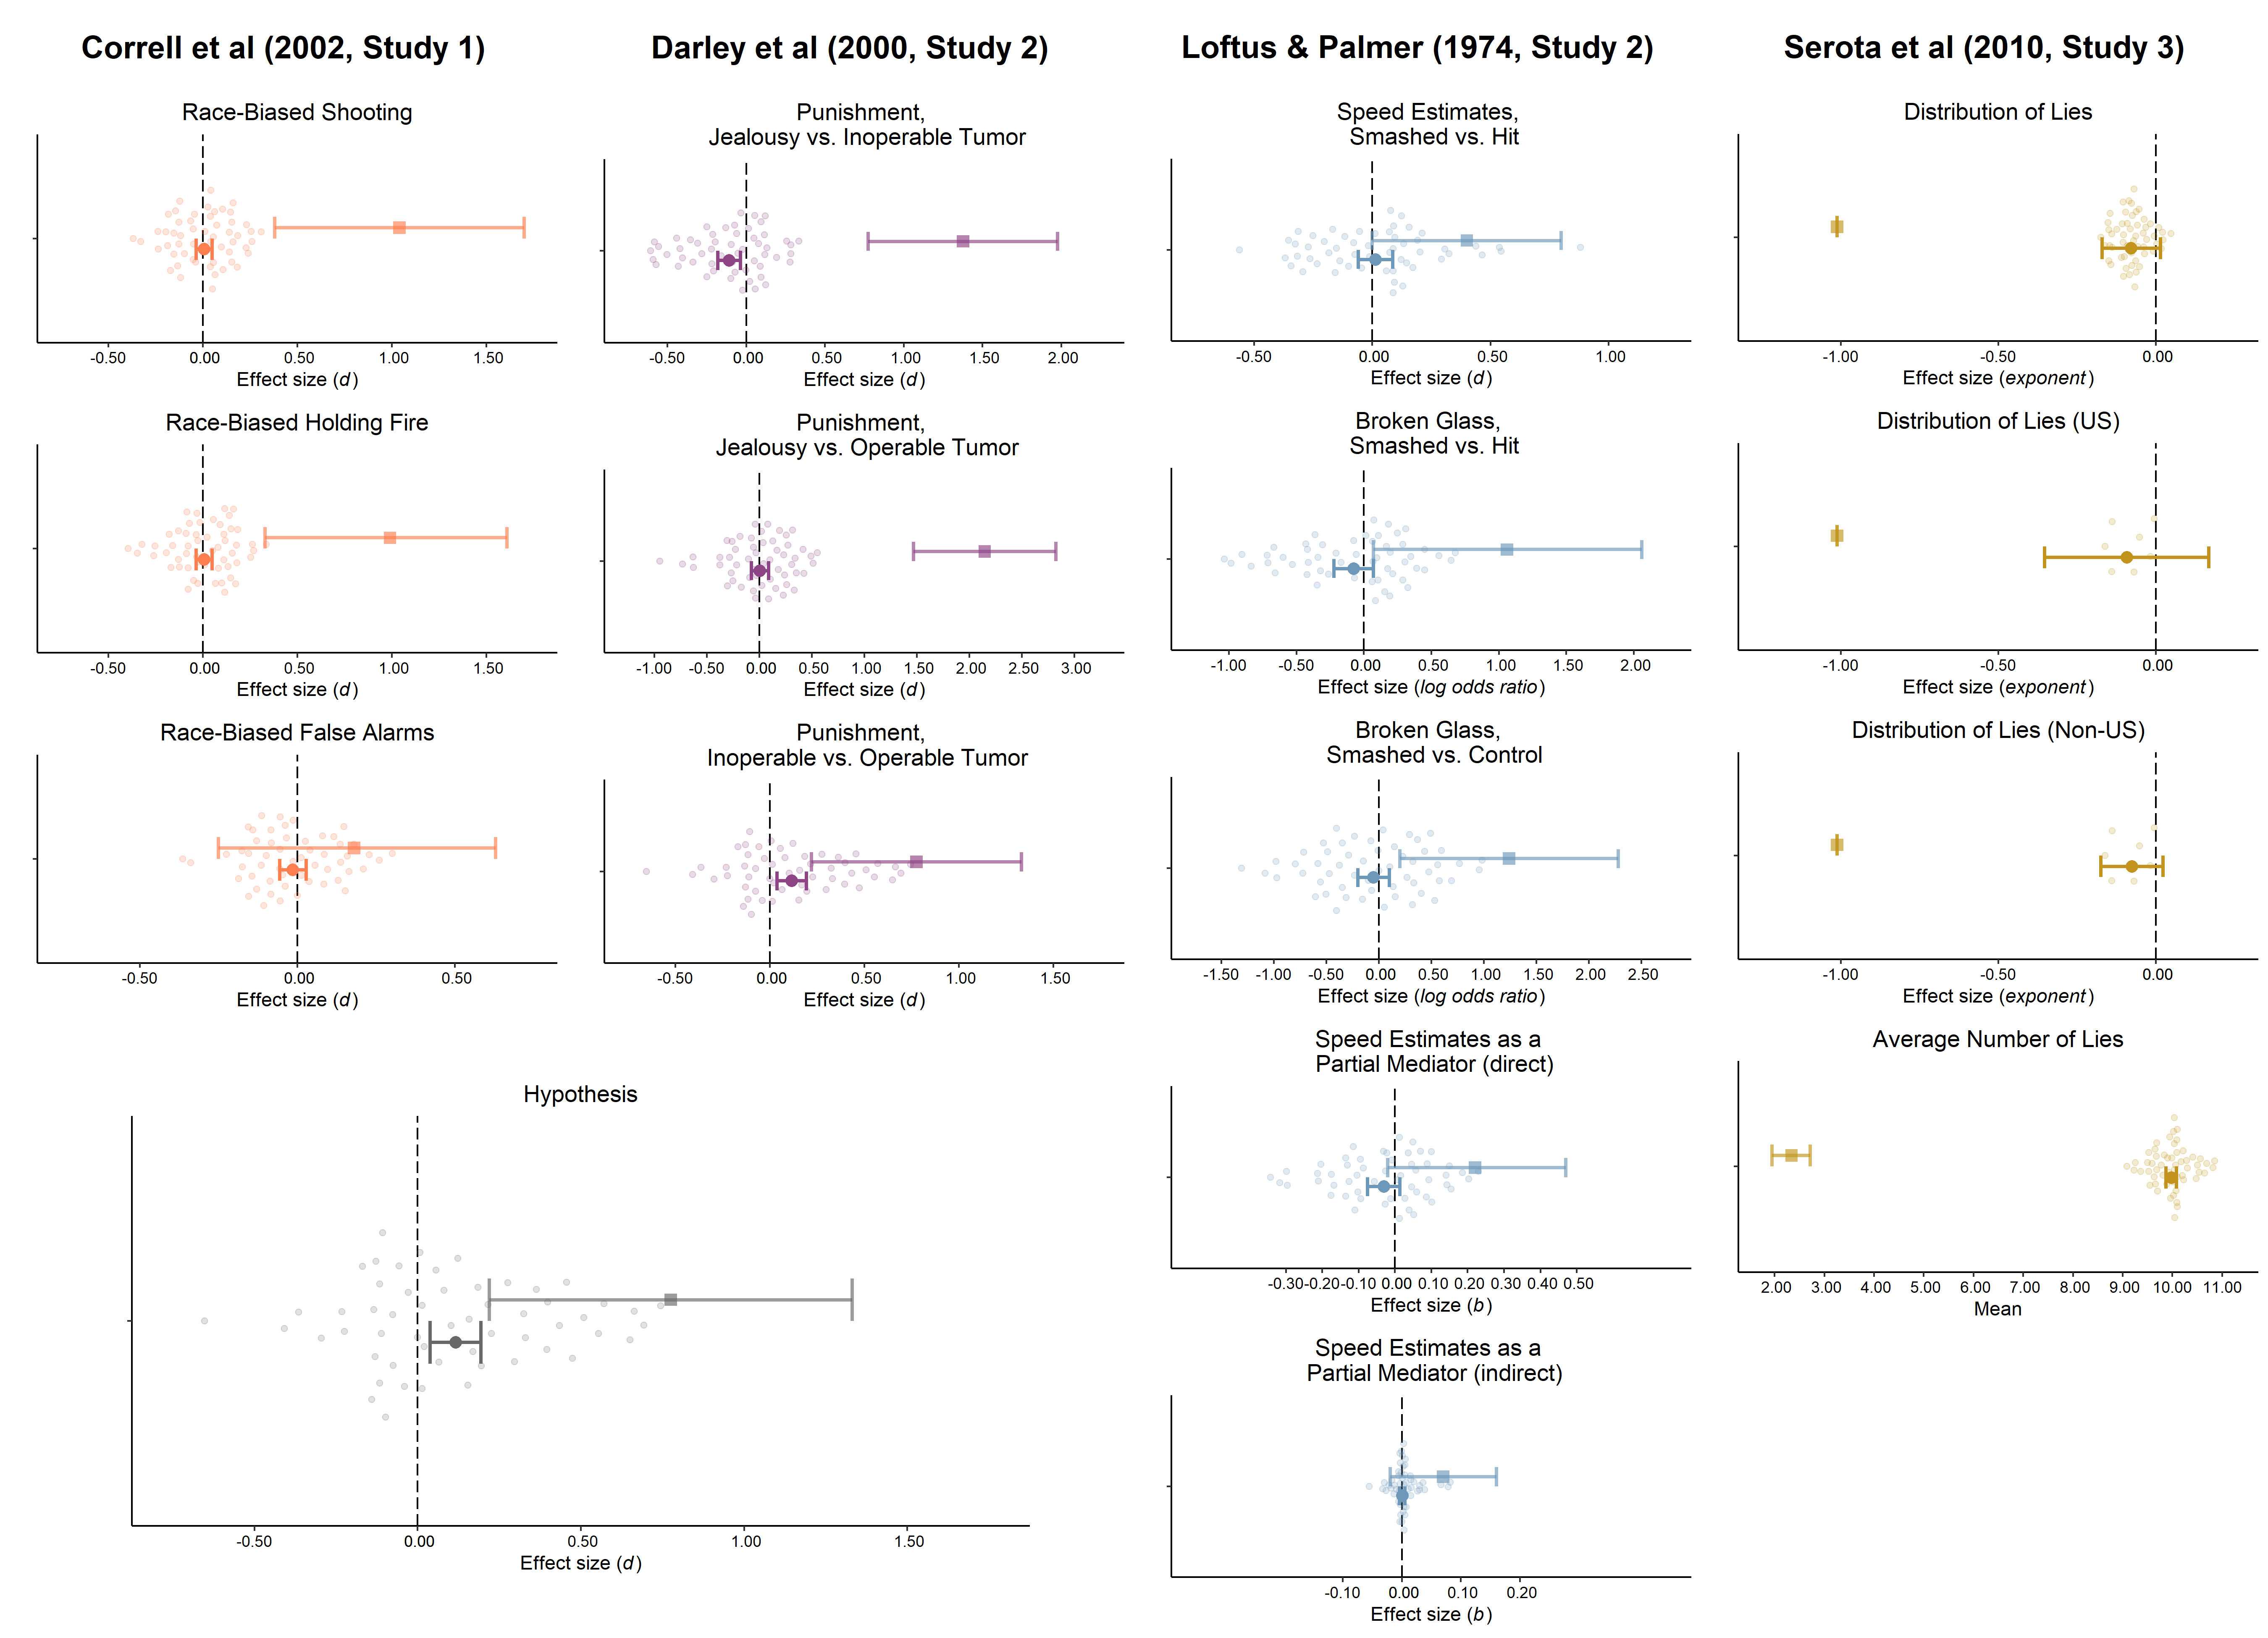 Correll et al (2002, Study 1)
Darley et al (2000, Study 2)
Loftus & Palmer (1974, Study 2)
Serota et al (2010, Study 3)
Race-Biased Shooting
-0.50 0.00 0.50 1.00 1.50
Effect size (d)
Punishment,
Jealousy vs. Inoperable Tumor
-0.50 0.00 0.50 1.00 1.50 2.00
Effect size (d)
Speed Estimates,
Smashed vs. Hit
-0.50 0.00 0.50 1.00
Effect size (d)
Distribution of Lies
-1.00 -0.50 0.00
Effect size (exponent)
Race-Biased Holding Fire
-0.50 0.00 0.50 1.00 1.50
Effect size (d)
Punishment,
Jealousy vs. Operable Tumor
-1.00 -0.50 0.00 0.50 1.00 1.50 2.00 2.50 3.00
Effect size (d)
Broken Glass,
Smashed vs. Hit
-1.00 -0.50 0.00 0.50 1.00 1.50 2.00
Effect size (log odds ratio)
Distribution of Lies (US)
-1.00 -0.50 0.00
Effect size (exponent)
Race-Biased False Alarms
-0.50 0.00 0.50
Effect size (d)
Punishment,
Inoperable vs. Operable Tumor
-0.50 0.00 0.50 1.00 1.50
Effect size (d)
Broken Glass,
Smashed vs. Control
-1.50 -1.00 -0.50 0.00 0.50 1.00 1.50 2.00 2.50
Effect size (log odds ratio)
Distribution of Lies (Non-US)
-1.00 -0.50 0.00
Effect size (exponent)
Hypothesis
-0.50 0.00 0.50 1.00 1.50
Effect size (d)
Speed Estimates as a
Partial Mediator (direct)
-0.30 -0.20 -0.10 0.00 0.10 0.20 0.30 0.40 0.50
Effect size (b)
Average Number of Lies
2.00 3.00 4.00 5.00 6.00 7.00 8.00 9.00 10.00 11.00
Mean
Speed Estimates as a
Partial Mediator (indirect)
-0.10 0.00 0.10 0.20
Effect size (b)